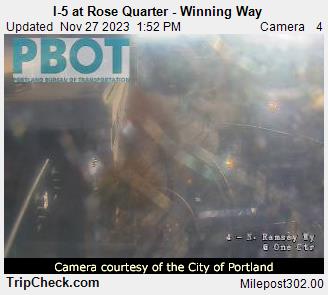 I-5 at Rose Quarter - Winning Way
Updated Nov 27 2023 1:52 PM Camera 4
PBOT
PORTLAND BUREAU OF TRANSPORTATION
4 - N. Ramsey Wy
@ One Ctr
Camera courtesy of the City of Portland
TripCheck.com Milepost302.00